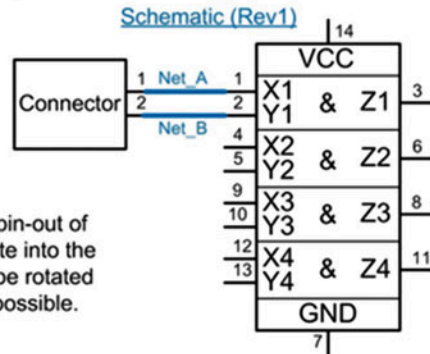 Schematic (Rev1)
14
VCC
Connector
1 Net_A 1
2 2
Net_B
X1
Y1 & Z1 3
4 X2
5 Y2 & Z2 6
9 X3
10 Y3 & Z3 8
12 X4
13 Y4 & Z4 11
GND
7
pin-out of
te into the
be rotated
possible.